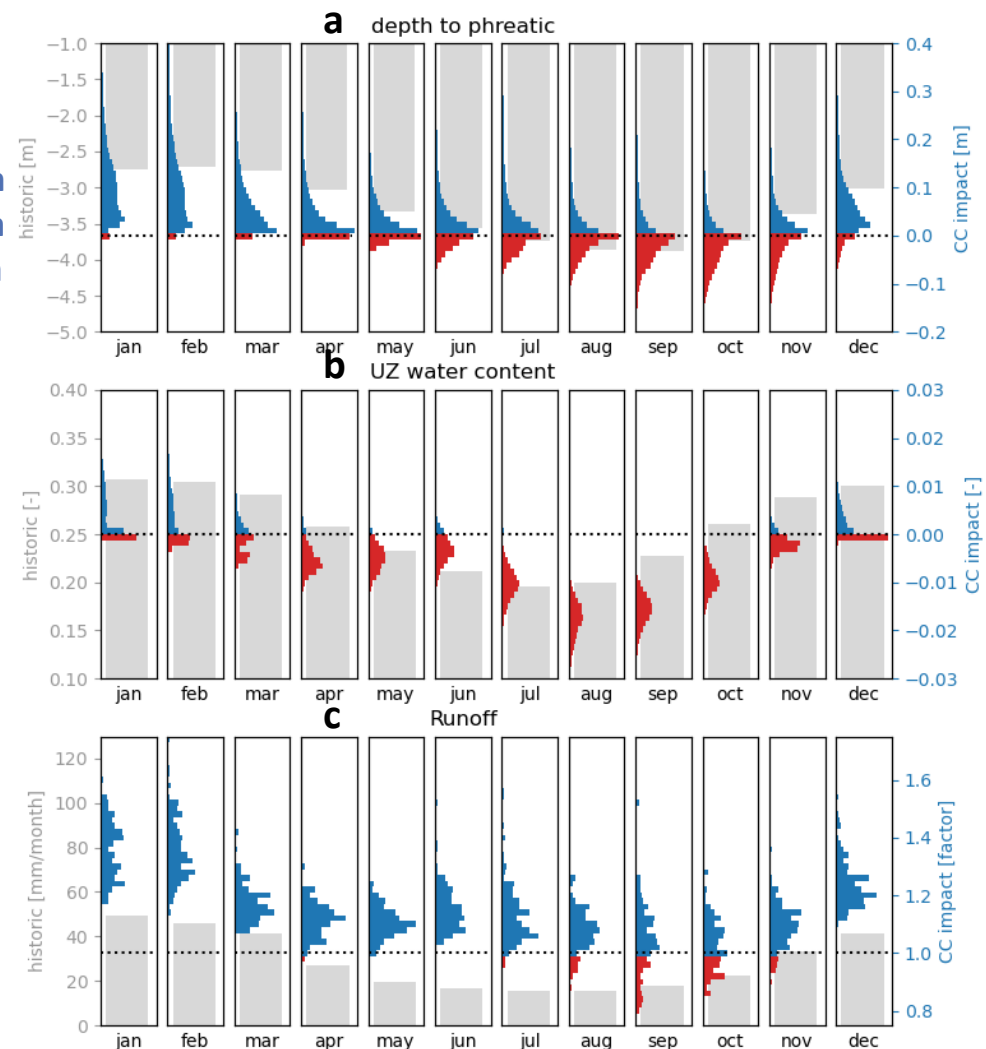 a
depth to phreatic
−1.0
−1.5
−2.0
−2.5
−3.0
−3.5
−4.0
−4.5
−5.0
historic [m]
0.4
0.3
0.2
0.1
0.0
−0.1
−0.2
CC impact [m]
jan feb mar apr may jun jul aug sep oct nov dec
b
UZ water content
0.40
0.35
0.30
0.25
0.20
0.15
0.10
historic [-]
0.03
0.02
0.01
0.00
−0.01
−0.02
−0.03
CC impact [-]
jan feb mar apr may jun jul aug sep oct nov dec
c
Runoff
120
100
80
60
40
20
0
historic [mm/month]
1.6
1.4
1.2
1.0
0.8
CC impact [factor]
jan feb mar apr may jun jul aug sep oct nov dec